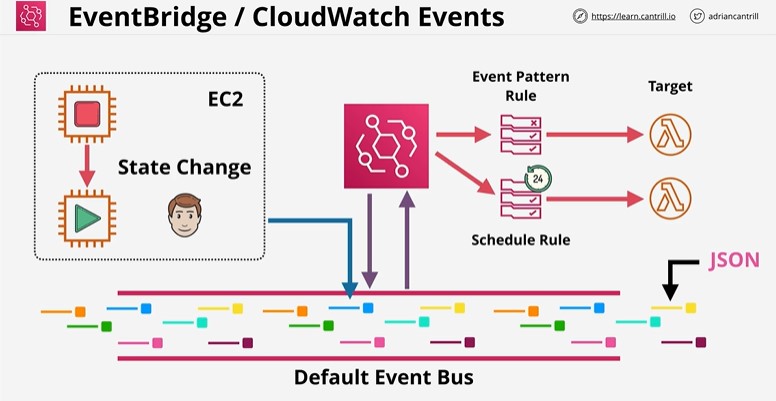 EventBridge / CloudWatch Events
https://learn.cantrill.io
adriancantrill
EC2
State Change
Event Pattern
Rule
Target
24
Schedule Rule
JSON
Default Event Bus